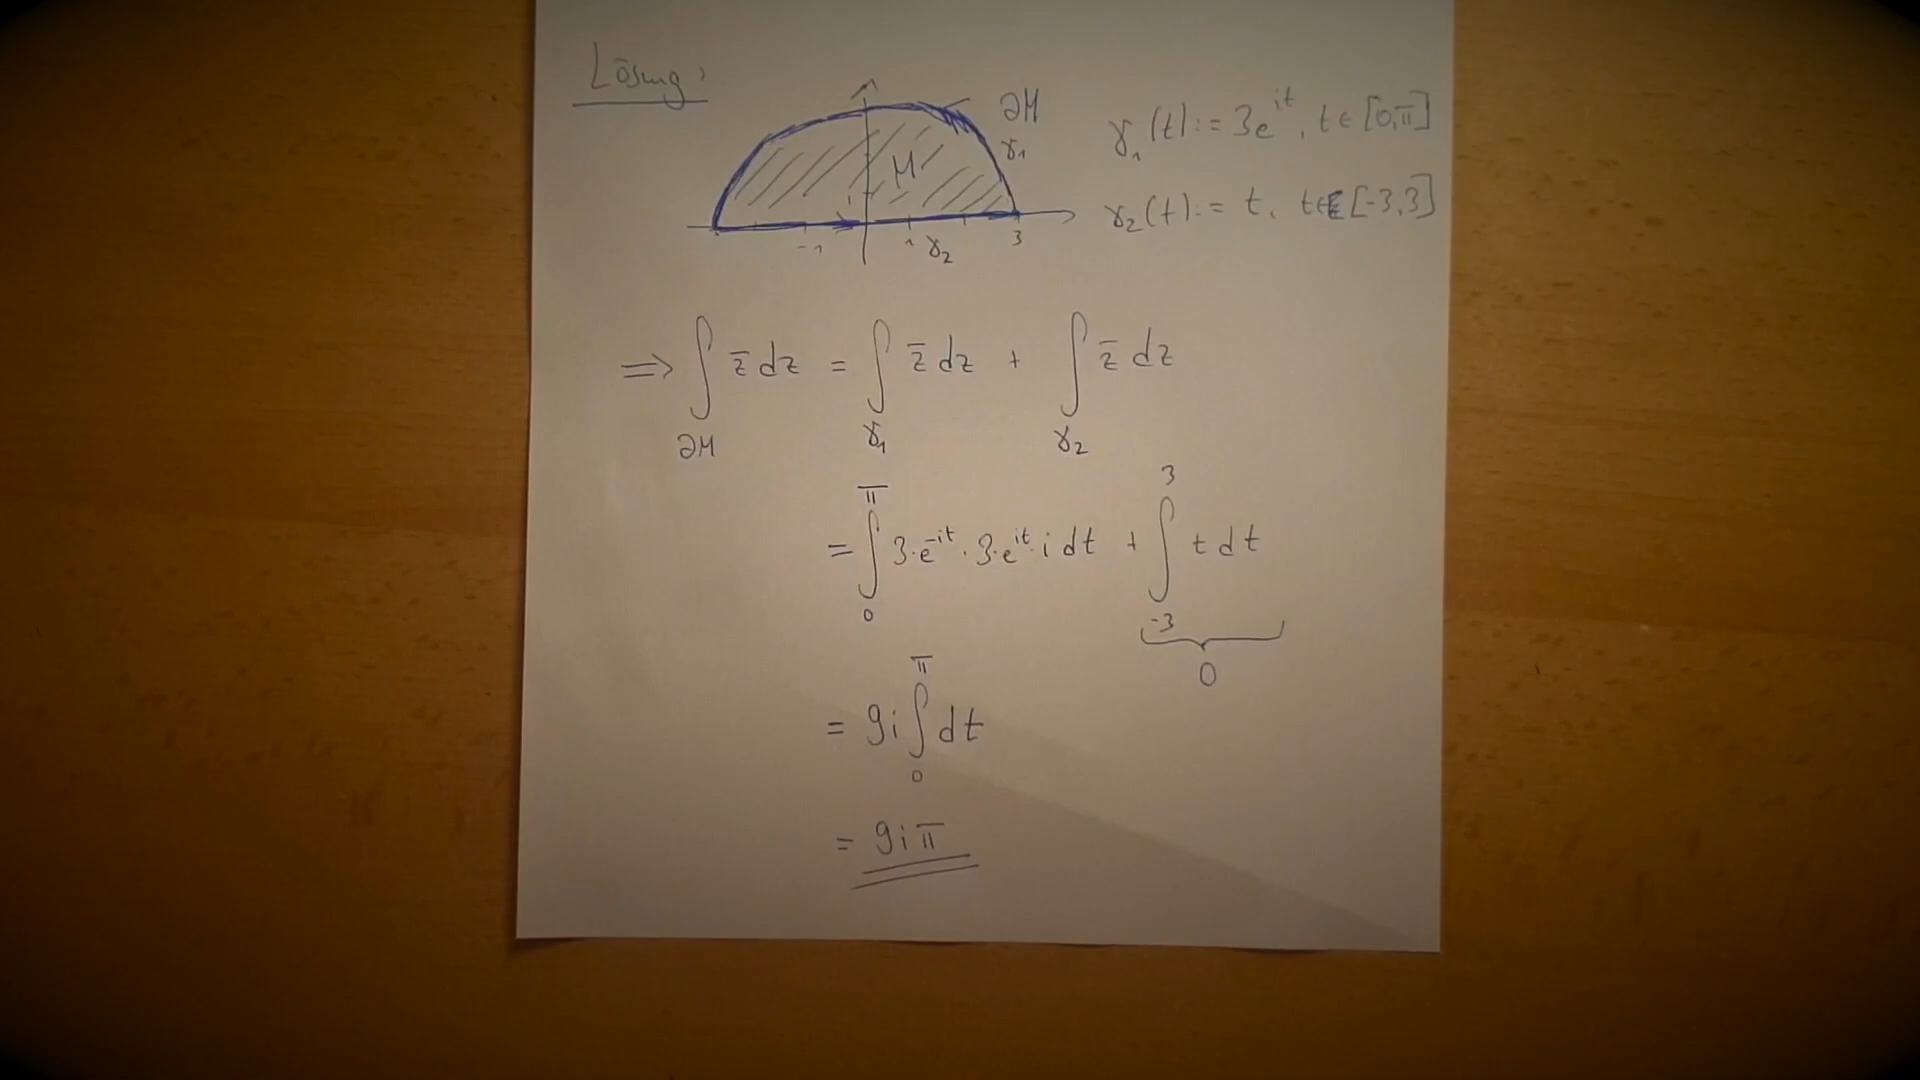 Lösung:
∂M
γ₁
γ₁(t) := 3e^{it}, t ∈ [0,π]
M
γ₂(t) := t, t ∈ [-3,3]
-1 1 γ₂ 3
⟹ ∫_{∂M} z̄ dz = ∫_{γ₁} z̄ dz + ∫_{γ₂} z̄ dz
= ∫_0^π 3·e^{-it} · 3·e^{it} · i dt + ∫_{-3}^3 t dt
0
= 9i ∫_0^π dt
= 9iπ